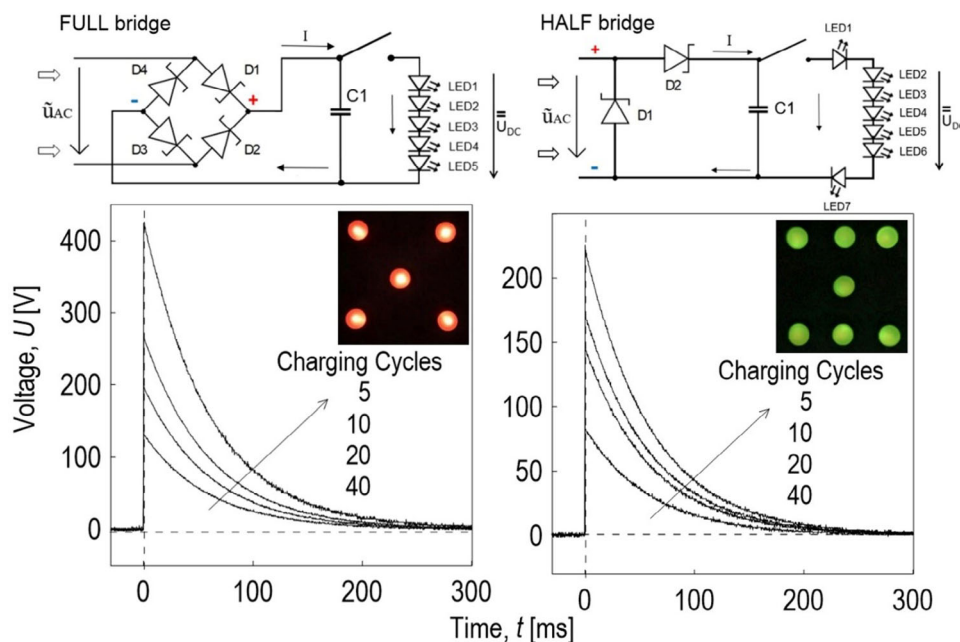 FULL bridge
D4
D1
D3
D2
-
+
ũAC
I
C1
LED1
LED2
LED3
LED4
LED5
U DC
HALF bridge
+
-
ũAC
D1
D2
I
C1
LED1
LED2
LED3
LED4
LED5
LED6
LED7
U DC
Voltage, U [V]
400
300
200
100
0
0 100 200 300
Charging Cycles
5
10
20
40
200
150
100
50
0
0 100 200 300
Charging Cycles
5
10
20
40
Time, t [ms]